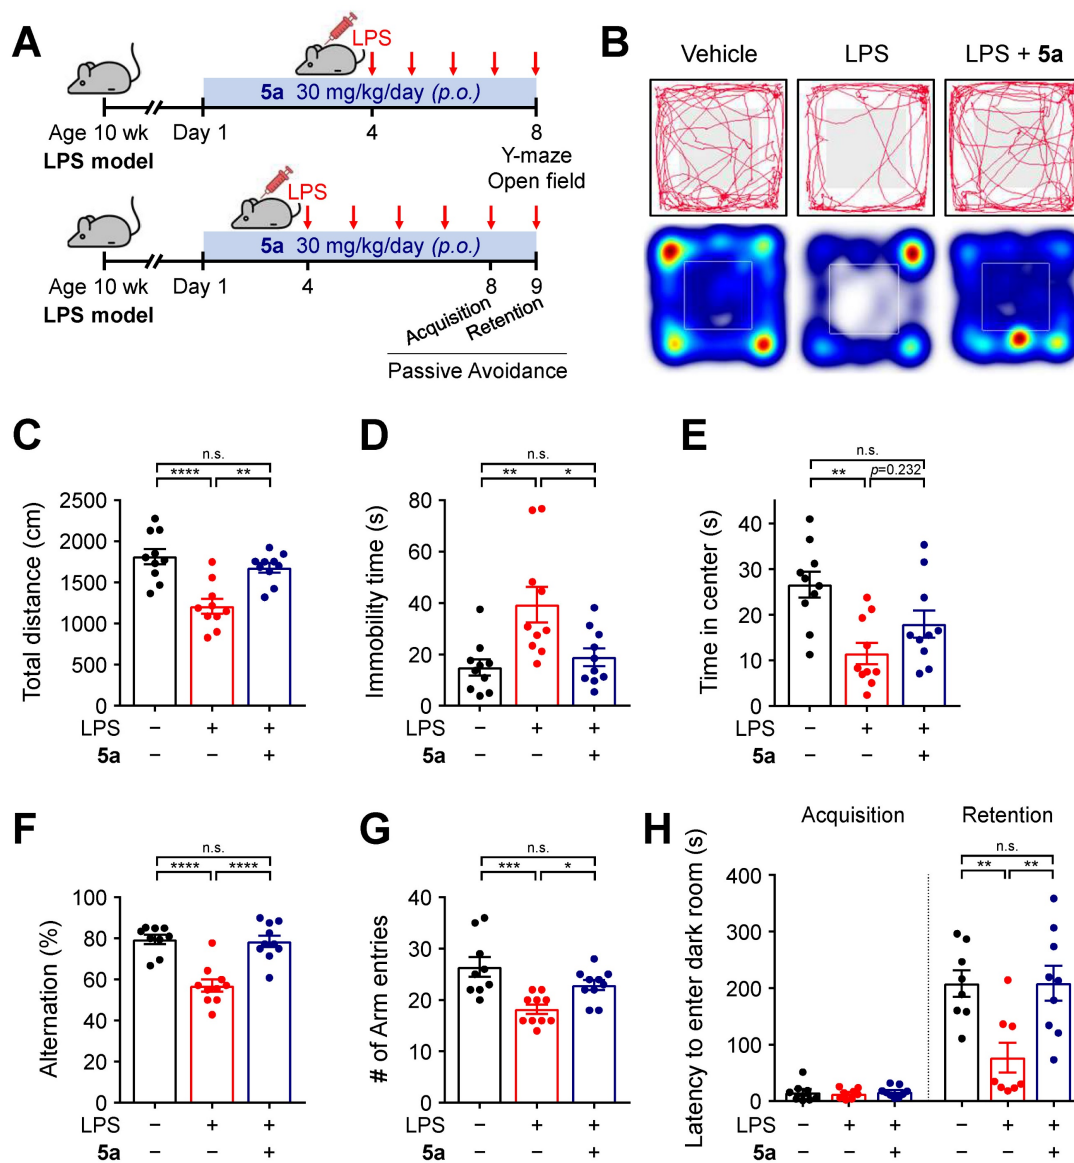 A
LPS
5a 30 mg/kg/day (p.o.)
Age 10 wk Day 1 4 8
LPS model
Y-maze
Open field
LPS
5a 30 mg/kg/day (p.o.)
Age 10 wk Day 1 4 8 9
LPS model
Acquisition Retention
Passive Avoidance
B
Vehicle LPS LPS + 5a
C
n.s.
**** **
Total distance (cm)
2500
2000
1500
1000
500
0
LPS − + +
5a − − +
D
n.s.
** *
Immobility time (s)
80
60
40
20
0
− + +
− − +
E
n.s.
** p=0.232
Time in center (s)
40
30
20
10
0
LPS − + +
5a − − +
F
n.s.
**** ****
Alternation (%)
100
80
60
40
20
0
LPS − + +
5a − − +
G
n.s.
*** *
# of Arm entries
40
30
20
10
0
− + +
− − +
H
Acquisition Retention
n.s.
** **
Latency to enter dark room (s)
400
300
200
100
0
LPS − + + − + +
5a − − + − − +